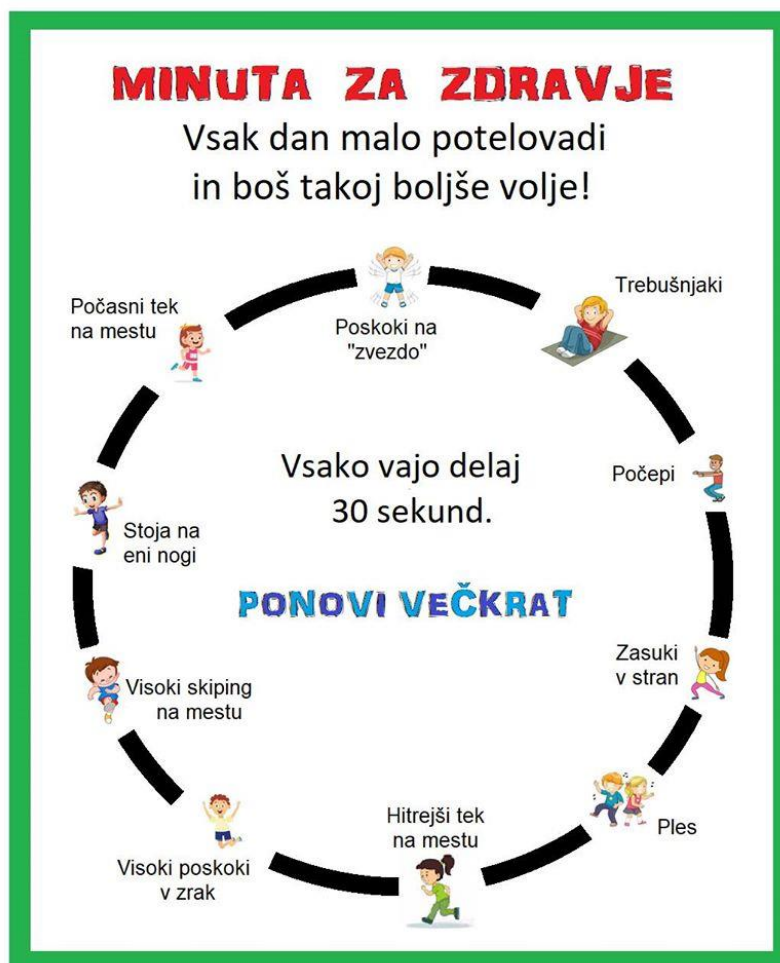 MINUTA ZA ZDRAVJE
Vsak dan malo potelovadi
in boš takoj boljše volje!
Poskoki na
"zvezdo"
Trebušnjaki
Počepi
Zasuki
v stran
Ples
Hitrejši tek
na mestu
Visoki poskoki
v zrak
Visoki skiping
na mestu
Stoja na
eni nogi
Počasni tek
na mestu
Vsako vajo delaj
30 sekund.
PONOVI VEČKRAT